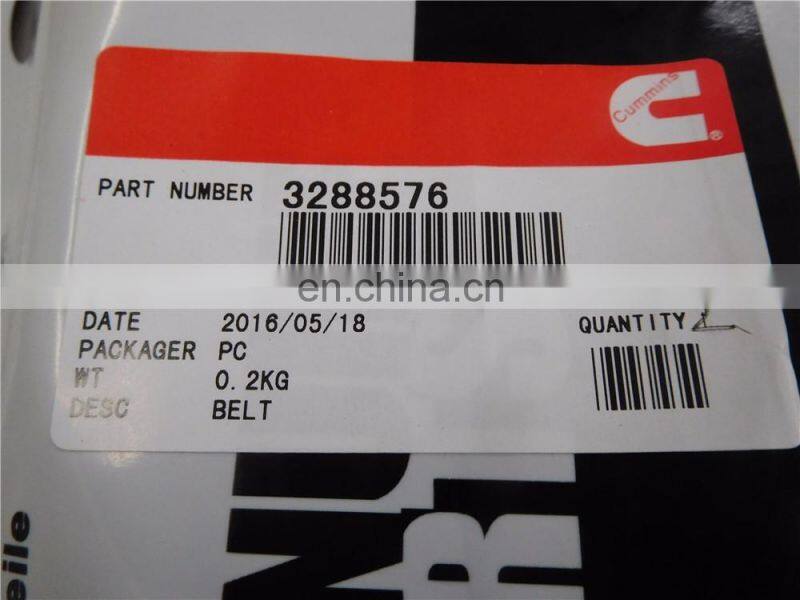 Cummins
®
PART NUMBER 3288576
en.china.cn
DATE 2016/05/18
QUANTITY
PACKAGER PC
WT 0.2KG
DESC BELT